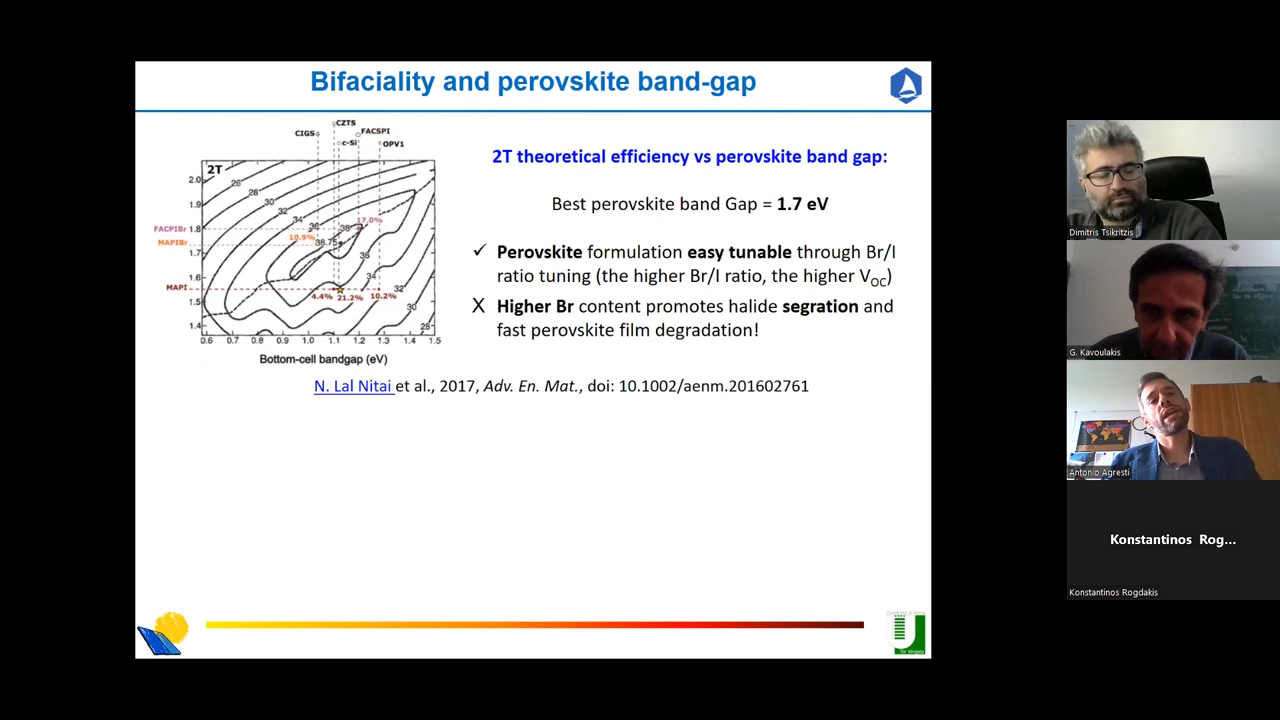 Bifaciality and perovskite band-gap
CZTS
CIGS
FACSPI
c-Si
OPV1
2T
2.0
1.9
FACPIBr 1.8
MAPIBr
1.7
1.6
MAPI
1.5
1.4
26
28
30
32
34
36
38
17.0%
10.9%
38.75
36
34
32
4.4% 21.2% 10.2%
30
28
0.6 0.7 0.8 0.9 1.0 1.1 1.2 1.3 1.4 1.5
Bottom-cell bandgap (eV)
2T theoretical efficiency vs perovskite band gap:
Best perovskite band Gap = 1.7 eV
✓ Perovskite formulation easy tunable through Br/I
ratio tuning (the higher Br/I ratio, the higher VOC)
X Higher Br content promotes halide segration and
fast perovskite film degradation!
N. Lal Nitai et al., 2017, Adv. En. Mat., doi: 10.1002/aenm.201602761
Tor Vergata
Dimitris Tsikritzis
G. Kavoulakis
Antonio Agresti
Konstantinos Rog...
Konstantinos Rogdakis